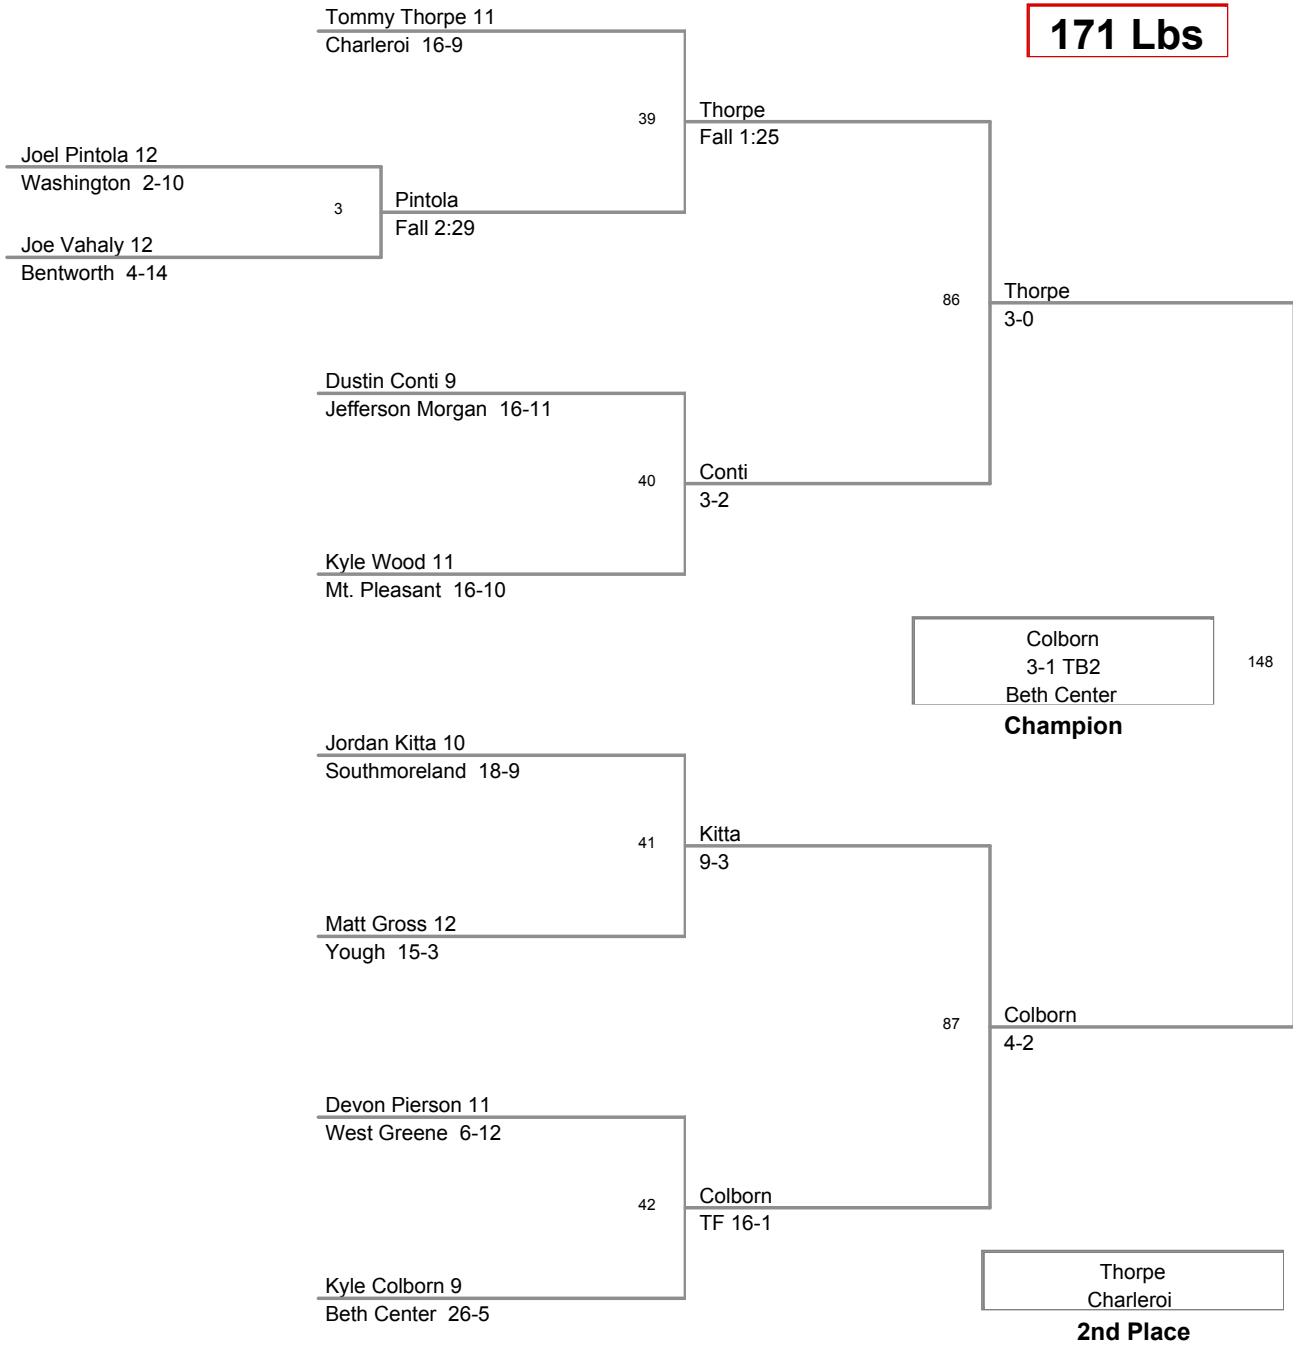 Tommy Thorpe 11
Charleroi 16-9
171 Lbs
39
Thorpe
Fall 1:25
Joel Pintola 12
Washington 2-10
3
Pintola
Fall 2:29
Joe Vahaly 12
Bentworth 4-14
86
Thorpe
3-0
Dustin Conti 9
Jefferson Morgan 16-11
40
Conti
3-2
Kyle Wood 11
Mt. Pleasant 16-10
Colborn
3-1 TB2
Beth Center
Champion
148
Jordan Kitta 10
Southmoreland 18-9
41
Kitta
9-3
Matt Gross 12
Yough 15-3
87
Colborn
4-2
Devon Pierson 11
West Greene 6-12
42
Colborn
TF 16-1
Kyle Colborn 9
Beth Center 26-5
Thorpe
Charleroi
2nd Place